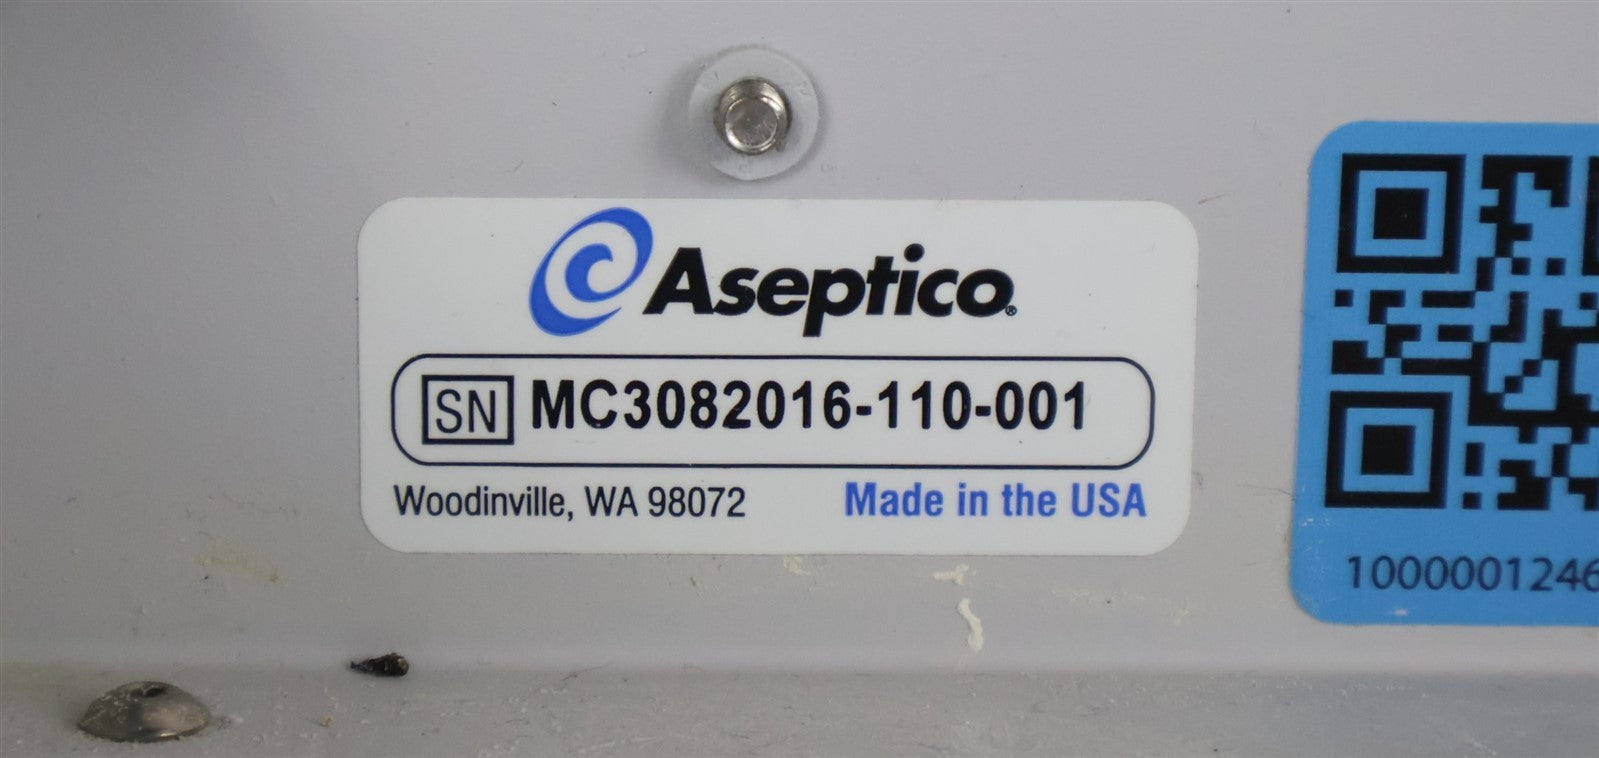 Aseptico®
SN MC3082016-110-001
Woodinville, WA 98072 Made in the USA
1000001246